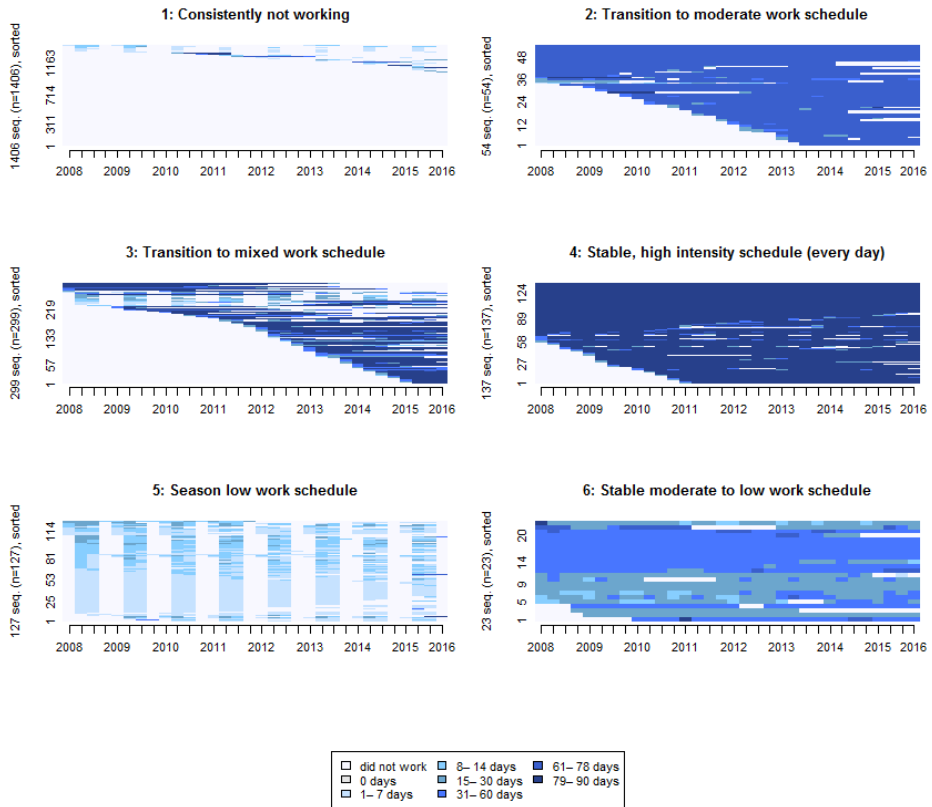 1: Consistently not working
1406 seq. (n=1406), sorted
1 311 714 1163
2008 2009 2010 2011 2012 2013 2014 2015 2016
2: Transition to moderate work schedule
54 seq. (n=54), sorted
1 12 24 36 48
2008 2009 2010 2011 2012 2013 2014 2015 2016
3: Transition to mixed work schedule
299 seq. (n=299), sorted
1 57 133 219
2008 2009 2010 2011 2012 2013 2014 2015 2016
4: Stable, high intensity schedule (every day)
137 seq. (n=137), sorted
1 27 58 89 124
2008 2009 2010 2011 2012 2013 2014 2015 2016
5: Season low work schedule
127 seq. (n=127), sorted
1 25 53 81 114
2008 2009 2010 2011 2012 2013 2014 2015 2016
6: Stable moderate to low work schedule
23 seq. (n=23), sorted
1 5 9 14 20
2008 2009 2010 2011 2012 2013 2014 2015 2016
did not work
0 days
1– 7 days
8– 14 days
15– 30 days
31– 60 days
61– 78 days
79– 90 days